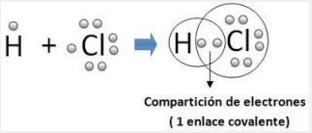 H + Cl H Cl
Compartición de electrones
( 1 enlace covalente)